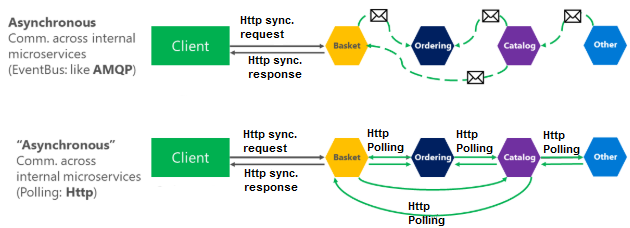 Asynchronous
Comm. across internal
microservices
(EventBus: like AMQP)
Client
Http sync.
request
Http sync.
response
Basket
Ordering
Catalog
Other
“Asynchronous”
Comm. across
internal microservices
(Polling: Http)
Client
Http sync.
request
Http sync.
response
Basket
Http
Polling
Ordering
Http
Polling
Catalog
Http
Polling
Other
Http
Polling